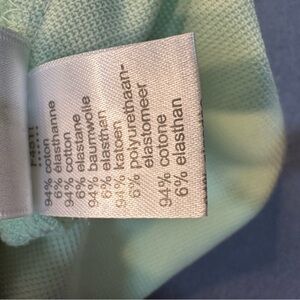 94% coton
6% élasthanne
94% cotton
6% elastane
94% baumwolle
6% elasthan
94% katoen
6% polyurethaan-
elastomeer
94% cotone
6% elasthan